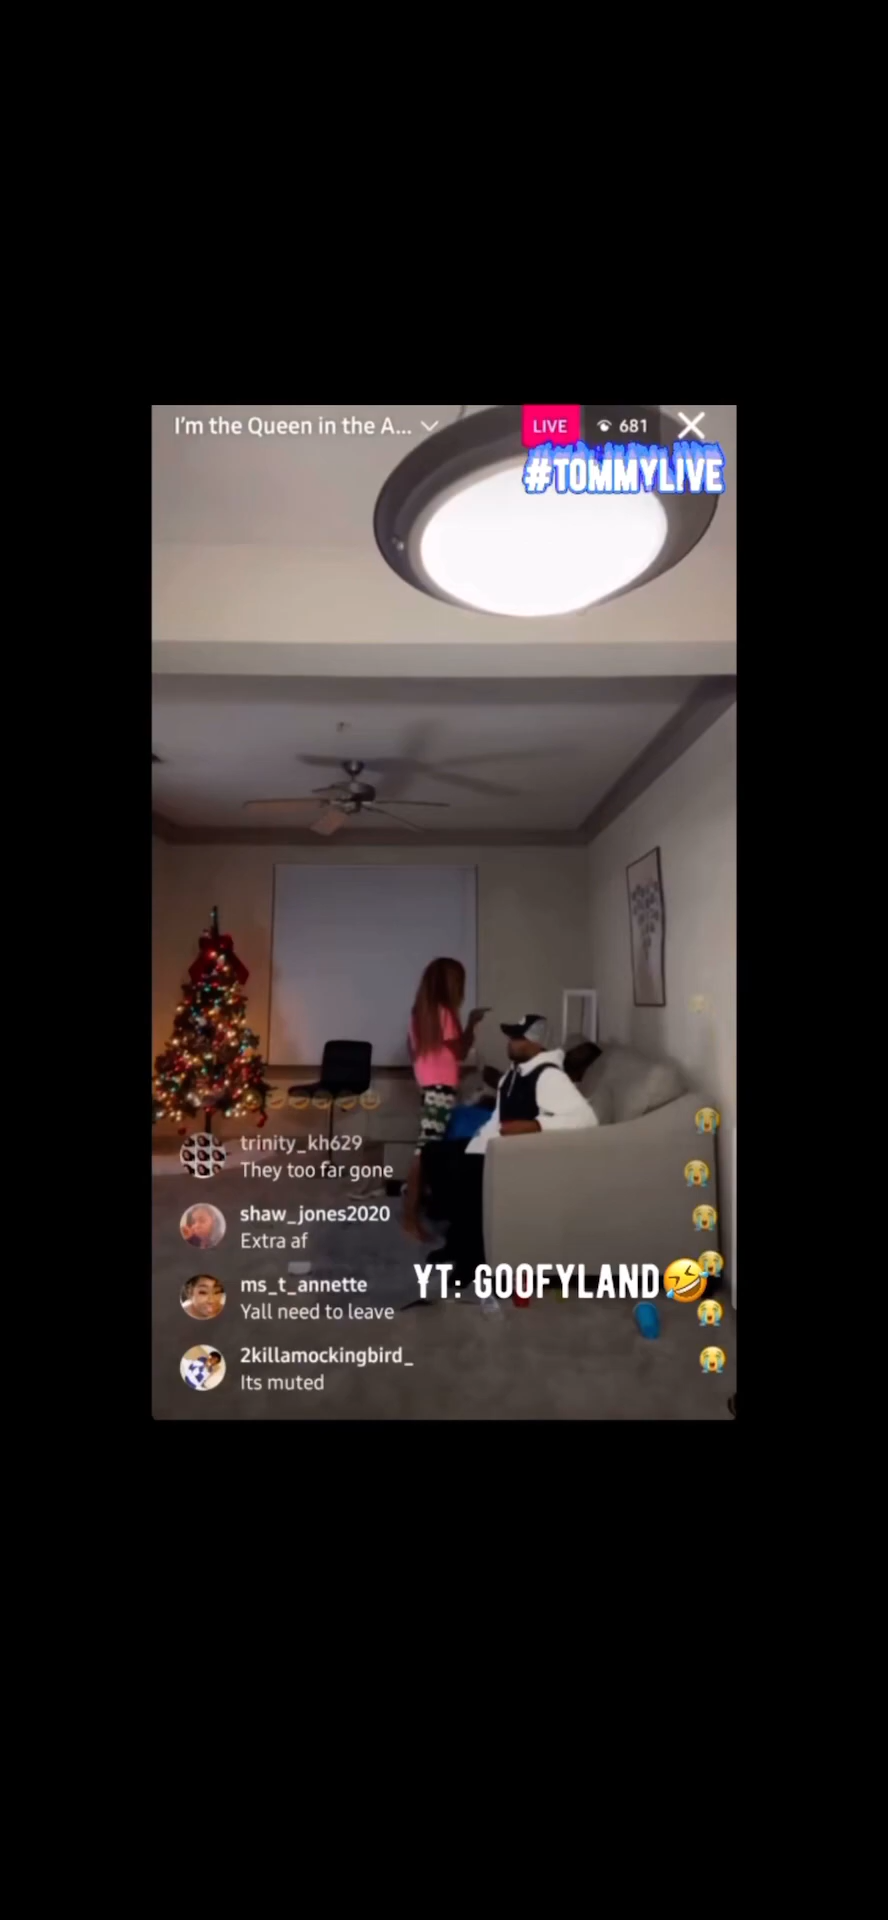 I'm the Queen in the A...
LIVE
681
#TOMMYLIVE
trinity_kh629
They too far gone
shaw_jones2020
Extra af
YT: GOOFYLAND🤣
ms_t_annette
Yall need to leave
2killamockingbird_
Its muted